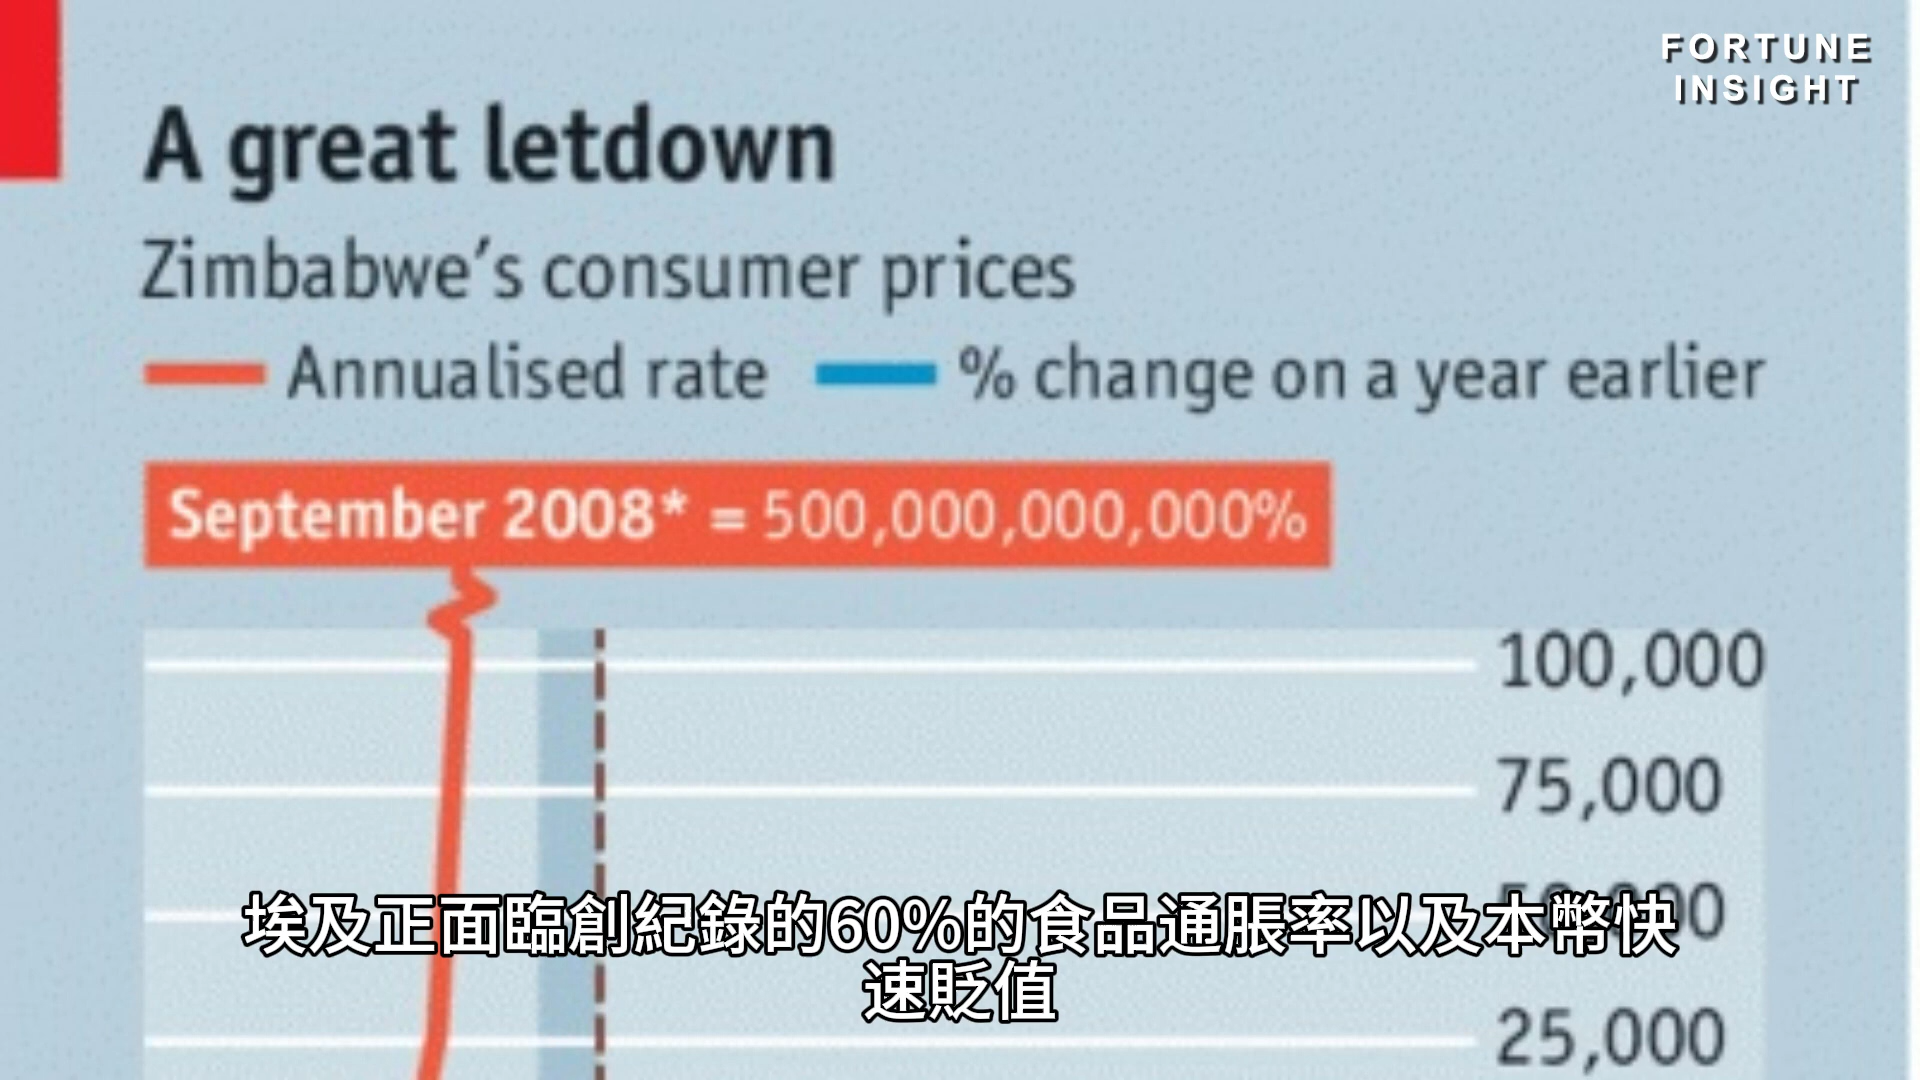 FORTUNE
INSIGHT
A great letdown
Zimbabwe’s consumer prices
Annualised rate % change on a year earlier
September 2008* = 500,000,000,000%
100,000
75,000
50,000
埃及正面臨創紀錄的60%的食品通脹率以及本幣快
速貶值
25,000